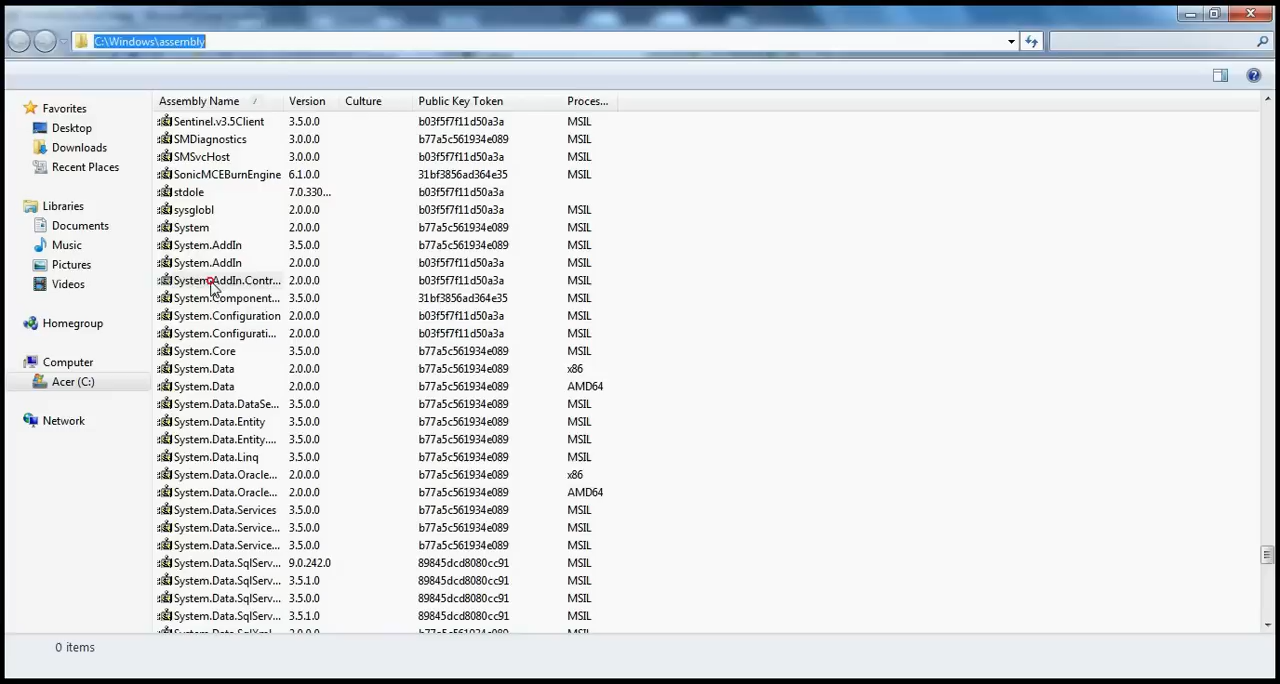 C:\Windows\assembly
Assembly Name Version Culture Public Key Token Proces...
Favorites
Desktop
Downloads
Recent Places
Libraries
Documents
Music
Pictures
Videos
Homegroup
Computer
Acer (C:)
Network
Sentinel.v3.5Client 3.5.0.0 b03f5f7f11d50a3a MSIL
SMDiagnostics 3.0.0.0 b77a5c561934e089 MSIL
SMSvcHost 3.0.0.0 b03f5f7f11d50a3a MSIL
SonicMCEBurnEngine 6.1.0.0 31bf3856ad364e35 MSIL
stdole 7.0.330... b03f5f7f11d50a3a
sysglobl 2.0.0.0 b03f5f7f11d50a3a MSIL
System 2.0.0.0 b77a5c561934e089 MSIL
System.AddIn 3.5.0.0 b77a5c561934e089 MSIL
System.AddIn 2.0.0.0 b03f5f7f11d50a3a MSIL
System.AddIn.Contr... 2.0.0.0 b03f5f7f11d50a3a MSIL
System.Component... 3.5.0.0 31bf3856ad364e35 MSIL
System.Configuration 2.0.0.0 b03f5f7f11d50a3a MSIL
System.Configurati... 2.0.0.0 b03f5f7f11d50a3a MSIL
System.Core 3.5.0.0 b77a5c561934e089 MSIL
System.Data 2.0.0.0 b77a5c561934e089 x86
System.Data 2.0.0.0 b77a5c561934e089 AMD64
System.Data.DataSe... 3.5.0.0 b77a5c561934e089 MSIL
System.Data.Entity 3.5.0.0 b77a5c561934e089 MSIL
System.Data.Entity.... 3.5.0.0 b77a5c561934e089 MSIL
System.Data.Linq 3.5.0.0 b77a5c561934e089 MSIL
System.Data.Oracle... 2.0.0.0 b77a5c561934e089 x86
System.Data.Oracle... 2.0.0.0 b77a5c561934e089 AMD64
System.Data.Services 3.5.0.0 b77a5c561934e089 MSIL
System.Data.Service... 3.5.0.0 b77a5c561934e089 MSIL
System.Data.Service... 3.5.0.0 b77a5c561934e089 MSIL
System.Data.SqlServ... 9.0.242.0 89845dcd8080cc91 MSIL
System.Data.SqlServ... 3.5.1.0 89845dcd8080cc91 MSIL
System.Data.SqlServ... 3.5.0.0 89845dcd8080cc91 MSIL
System.Data.SqlServ... 3.5.1.0 89845dcd8080cc91 MSIL
0 items